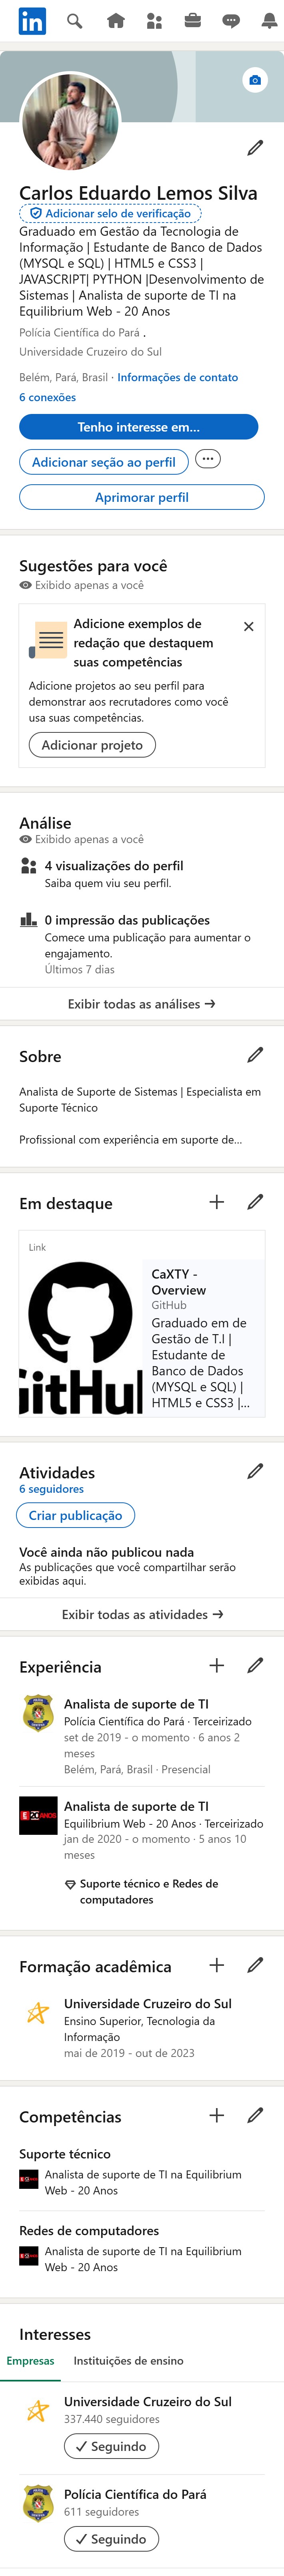 in
Carlos Eduardo Lemos Silva
Adicionar selo de verificação
Graduado em Gestão da Tecnologia de
Informação | Estudante de Banco de Dados
(MYSQL e SQL) | HTML5 e CSS3 |
JAVASCRIPT| PYTHON |Desenvolvimento de
Sistemas | Analista de suporte de TI na
Equilibrium Web - 20 Anos
Polícia Científica do Pará .
Universidade Cruzeiro do Sul
Belém, Pará, Brasil · Informações de contato
6 conexões
Tenho interesse em...
Adicionar seção ao perfil
Aprimorar perfil
Sugestões para você
Exibido apenas a você
Adicione exemplos de
redação que destaquem
suas competências
Adicione projetos ao seu perfil para
demonstrar aos recrutadores como você
usa suas competências.
Adicionar projeto
Análise
Exibido apenas a você
4 visualizações do perfil
Saiba quem viu seu perfil.
0 impressão das publicações
Comece uma publicação para aumentar o
engajamento.
Últimos 7 dias
Exibir todas as análises →
Sobre
Analista de Suporte de Sistemas | Especialista em
Suporte Técnico
Profissional com experiência em suporte de...
Em destaque
Link
CaXTY -
Overview
GitHub
Graduado em de
Gestão de T.I |
Estudante de
Banco de Dados
(MYSQL e SQL) |
HTML5 e CSS3 |...
GitHu
Atividades
6 seguidores
Criar publicação
Você ainda não publicou nada
As publicações que você compartilhar serão
exibidas aqui.
Exibir todas as atividades →
Experiência
Analista de suporte de TI
Polícia Científica do Pará · Terceirizado
set de 2019 - o momento · 6 anos 2
meses
Belém, Pará, Brasil · Presencial
Analista de suporte de TI
Equilibrium Web - 20 Anos · Terceirizado
jan de 2020 - o momento · 5 anos 10
meses
Suporte técnico e Redes de
computadores
Formação acadêmica
Universidade Cruzeiro do Sul
Ensino Superior, Tecnologia da
Informação
mai de 2019 - out de 2023
Competências
Suporte técnico
Analista de suporte de TI na Equilibrium
Web - 20 Anos
Redes de computadores
Analista de suporte de TI na Equilibrium
Web - 20 Anos
Interesses
Empresas Instituições de ensino
Universidade Cruzeiro do Sul
337.440 seguidores
Seguindo
Polícia Científica do Pará
611 seguidores
Seguindo